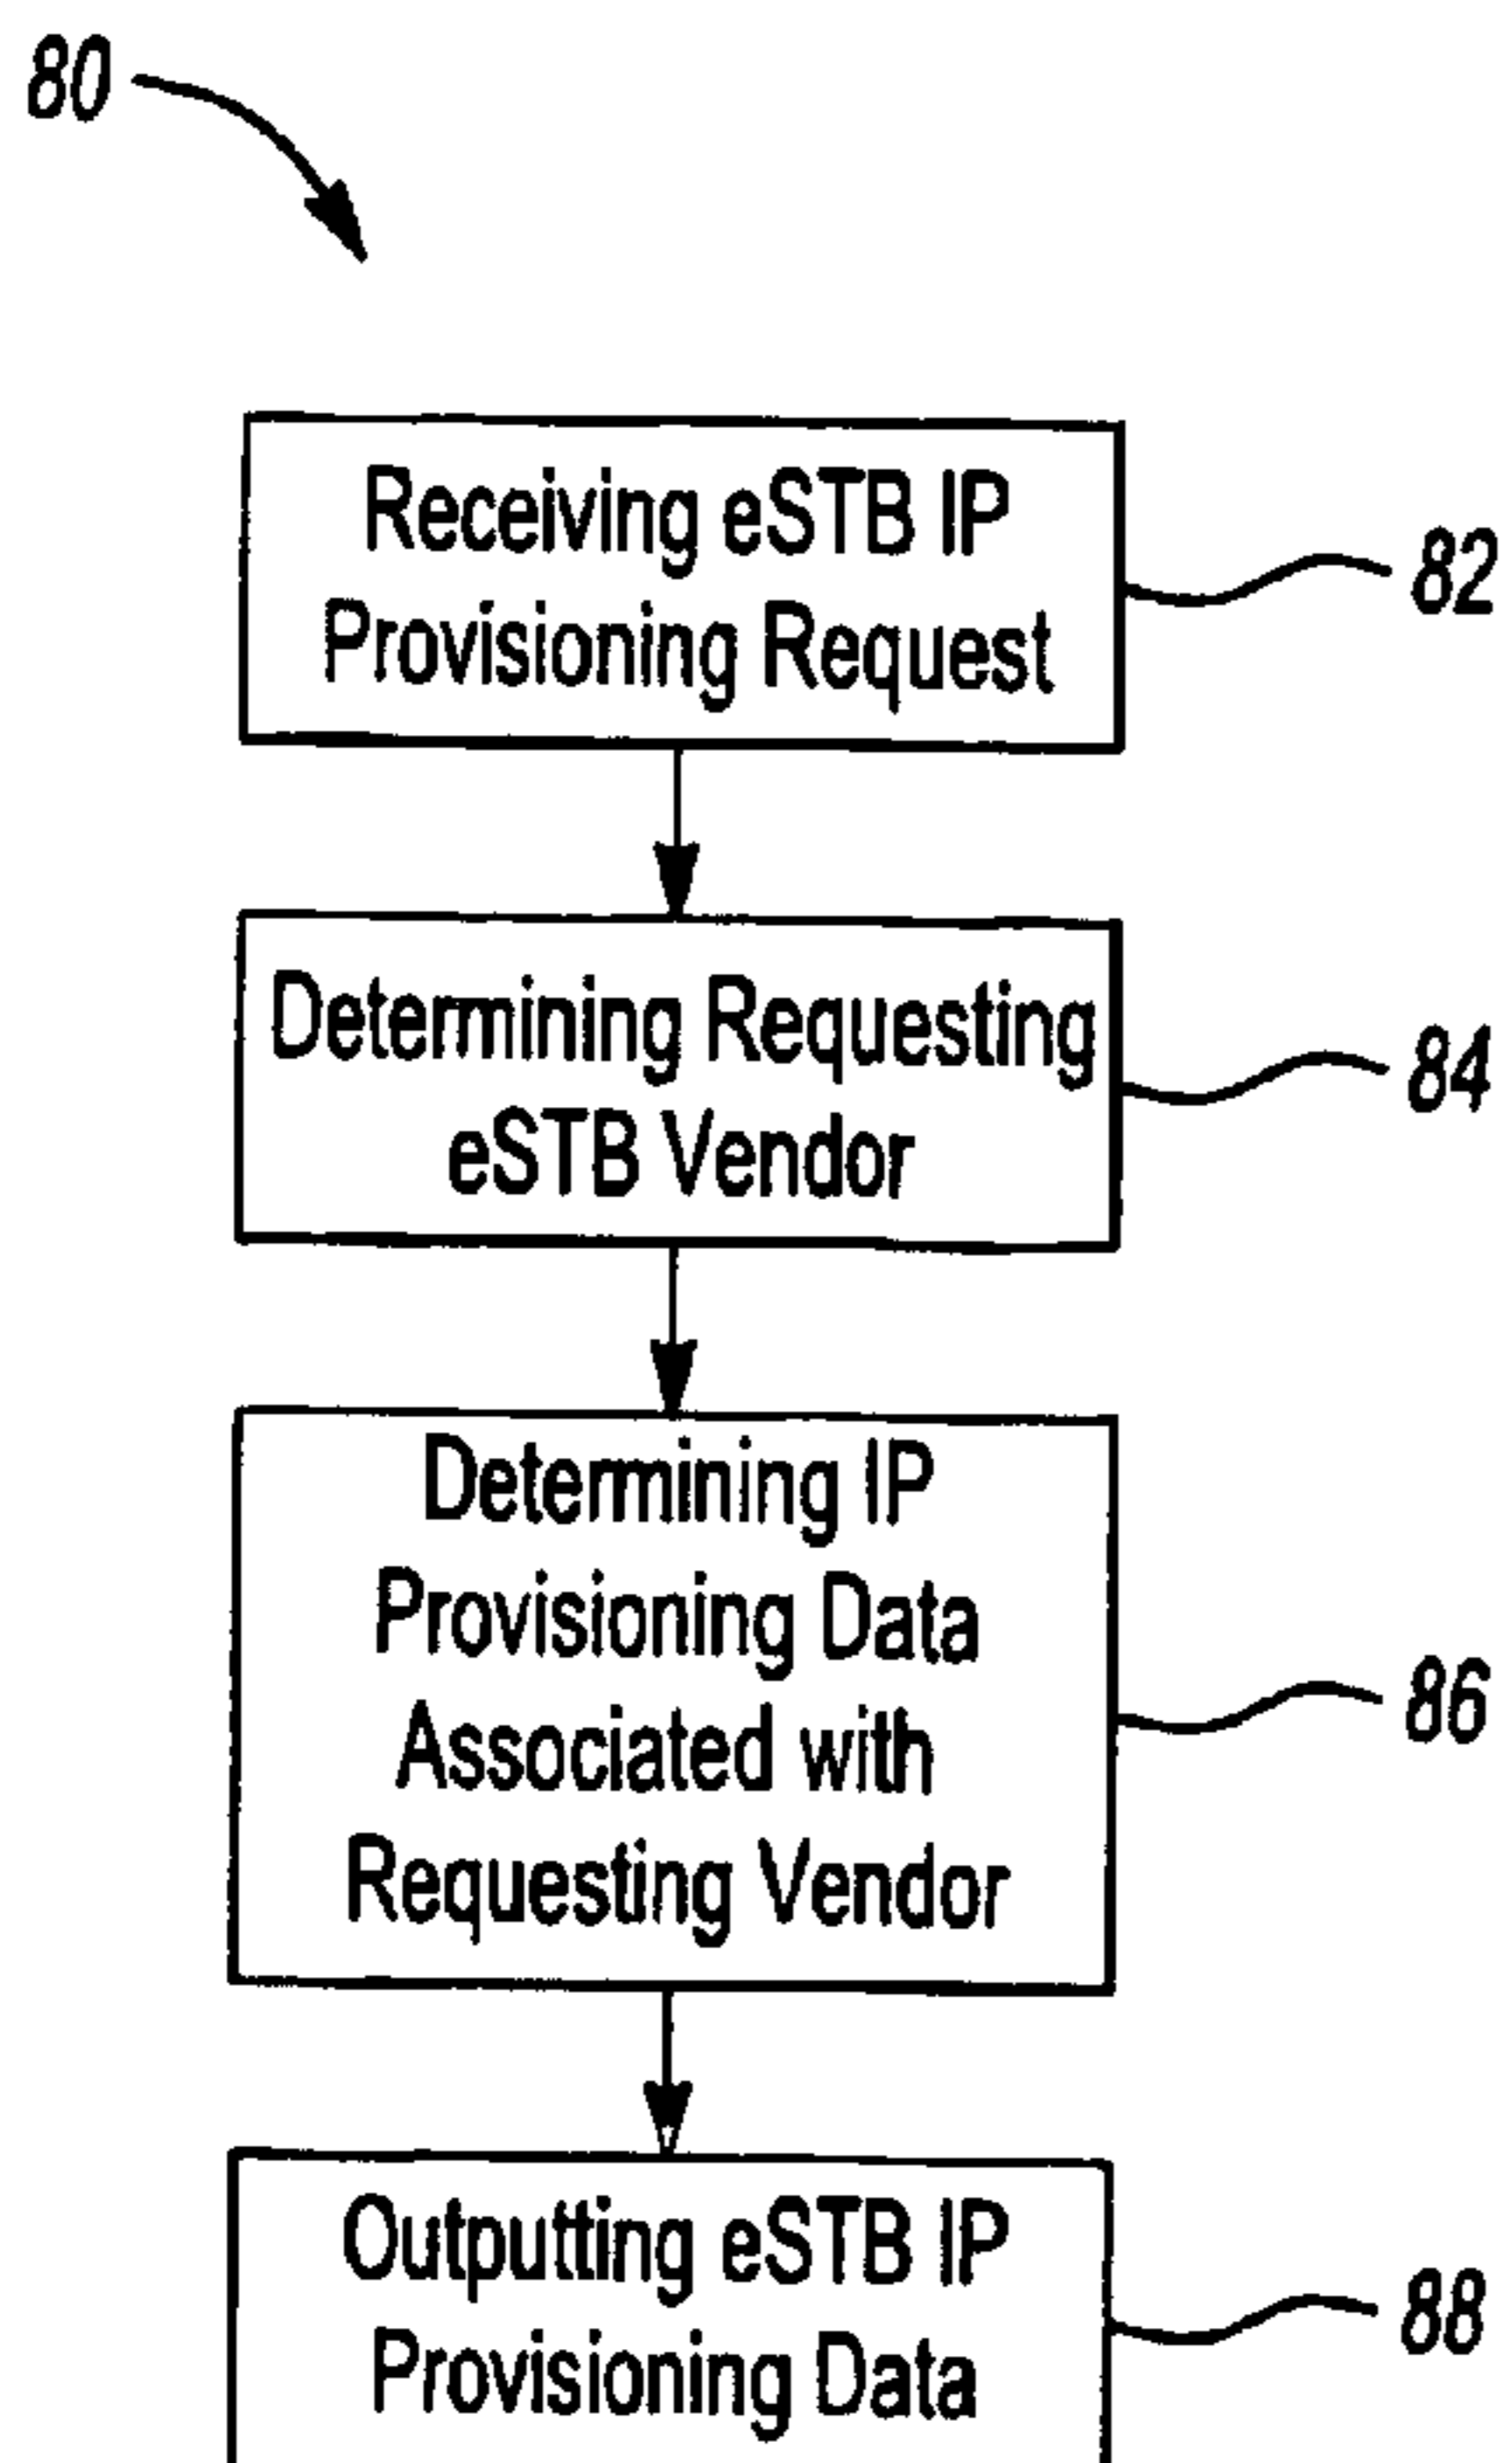 80
Receiving eSTB IP
Provisioning Request
82
Determining Requesting
eSTB Vendor
84
Determining IP
Provisioning Data
Associated with
Requesting Vendor
86
Outputting eSTB IP
Provisioning Data
88